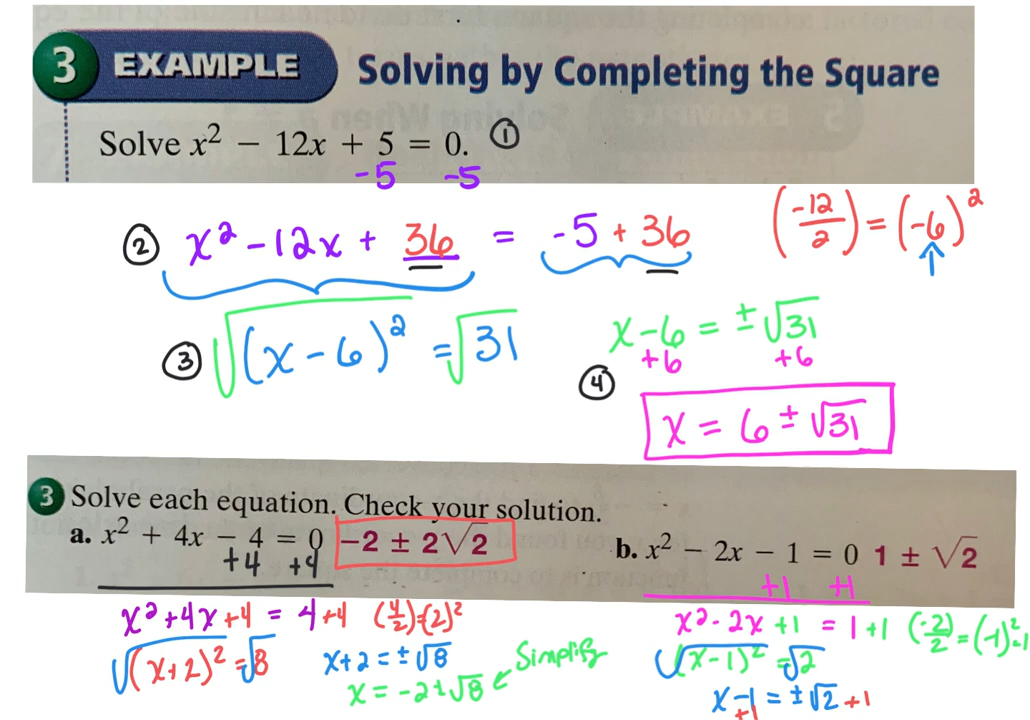 3 EXAMPLE Solving by Completing the Square
Solve x² − 12x + 5 = 0. ①
-5 -5
② x² -12x + 36 = -5 + 36
(-12/2) = (-6)²
③ √(x - 6)² = √31
x-6 = ±√31
+6 +6
④ x = 6 ± √31
3 Solve each equation. Check your solution.
a. x² + 4x − 4 = 0 −2 ± 2√2
+4 +4
x²+4x+4 = 4+4 (4/2)=(2)²
√(x+2)² = √8 x+2 = ±√8
x = -2±√8 Simplify
b. x² − 2x − 1 = 0 1 ± √2
+1 +1
x²- 2x +1 = 1+1 (-2/2) = (-1)²=1
√(x-1)² = √2
x-1 = ±√2 +1
+1